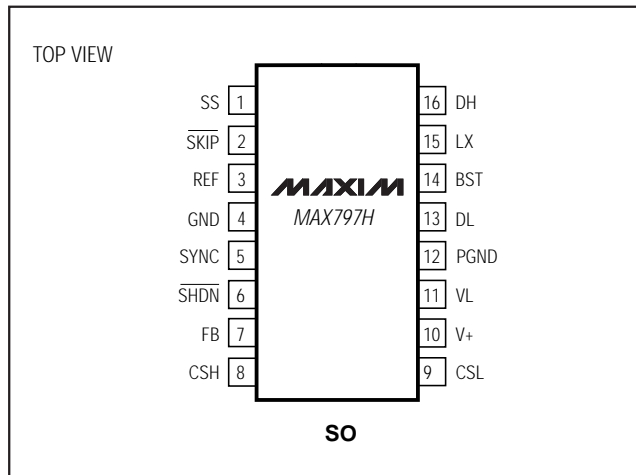 TOP VIEW
SS 1
SKIP 2
REF 3
GND 4
SYNC 5
SHDN 6
FB 7
CSH 8
MAXIM
MAX797H
16 DH
15 LX
14 BST
13 DL
12 PGND
11 VL
10 V+
9 CSL
SO